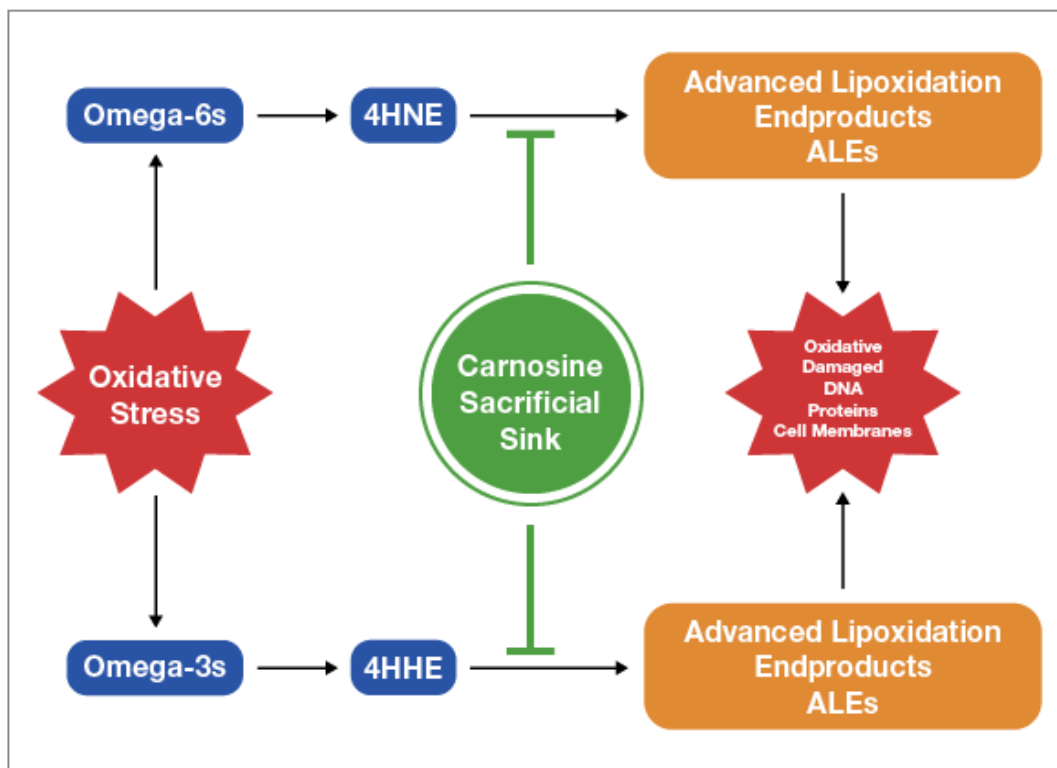 Omega-6s
4HNE
Advanced Lipoxidation
Endproducts
ALEs
Oxidative
Stress
Carnosine
Sacrificial
Sink
Oxidative
Damaged
DNA
Proteins
Cell Membranes
Omega-3s
4HHE
Advanced Lipoxidation
Endproducts
ALEs